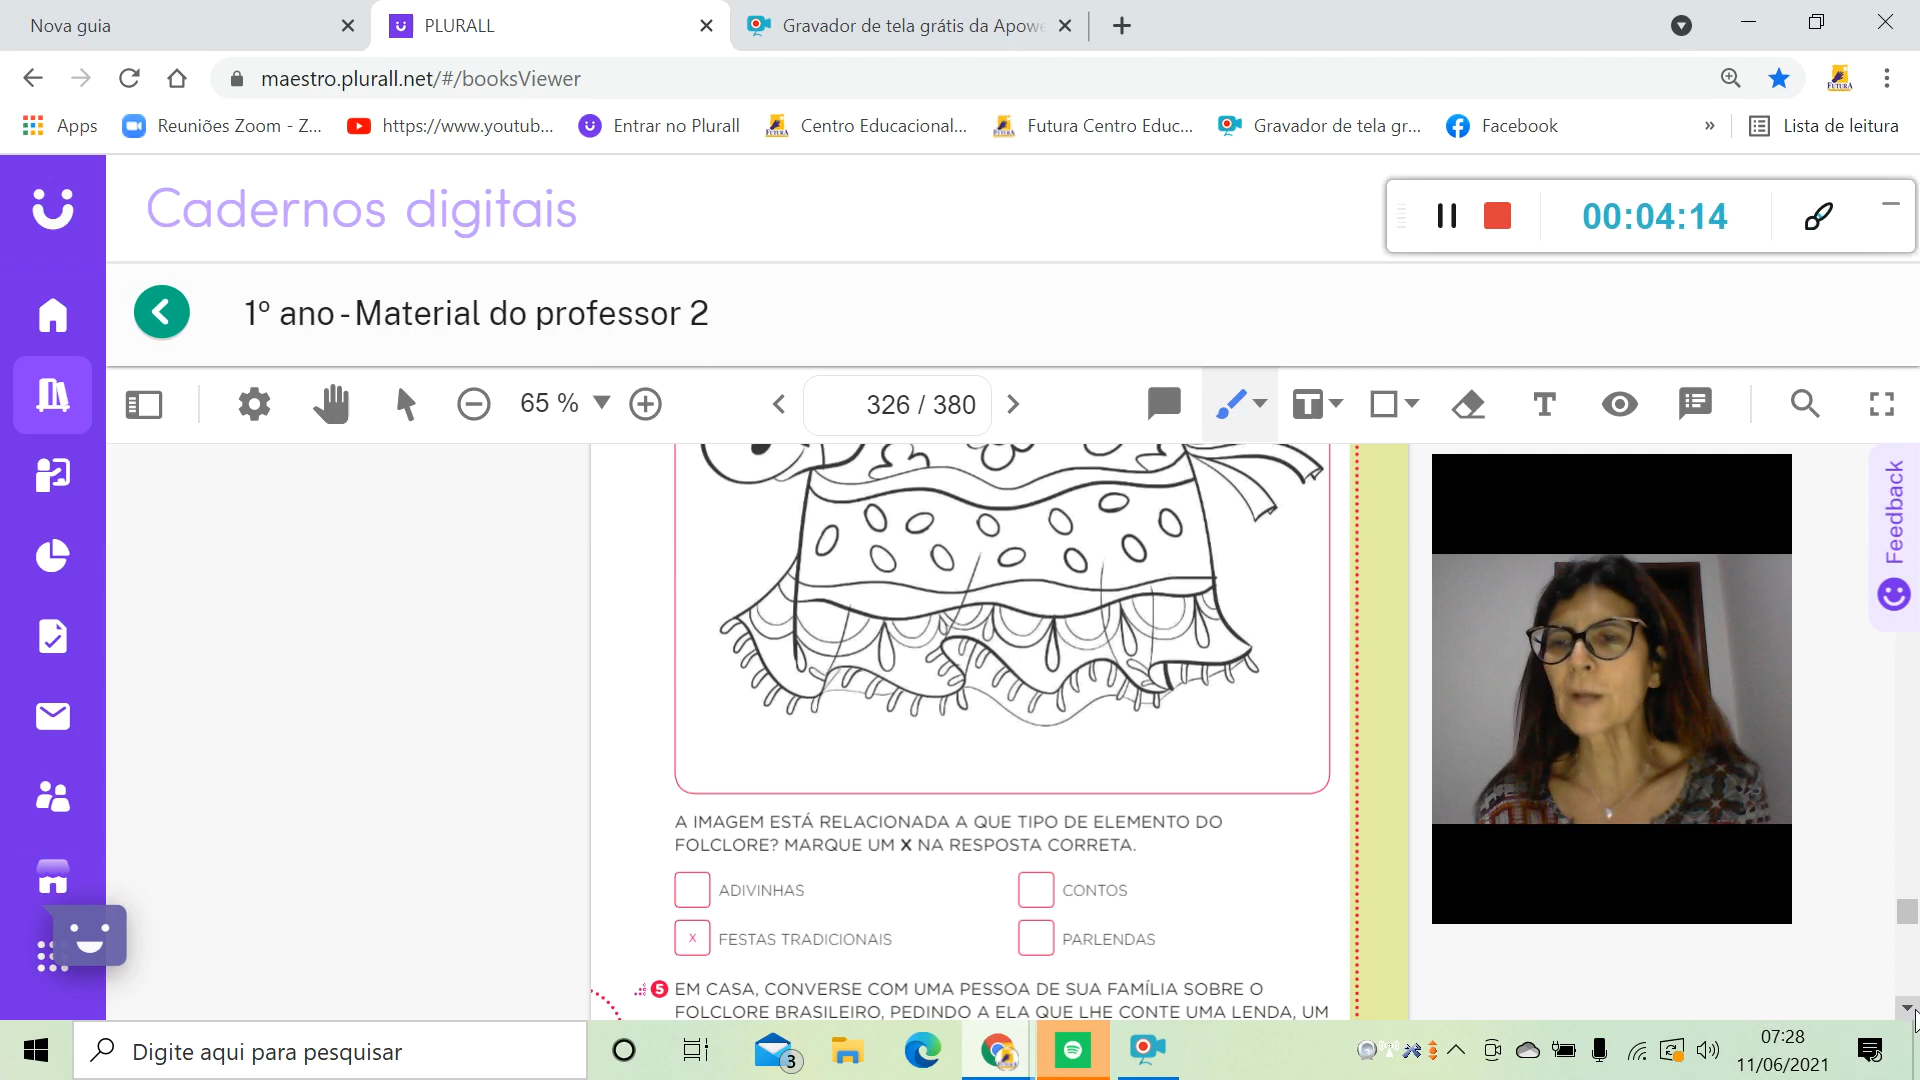 Nova guia
PLURALL
Gravador de tela grátis da Apowe
maestro.plurall.net/#/booksViewer
FUTURA
Apps
Reuniões Zoom - Z...
https://www.youtub...
Entrar no Plurall
Centro Educacional...
Futura Centro Educ...
Gravador de tela gr...
Facebook
»
Lista de leitura
Cadernos digitais
00:04:14
1º ano - Material do professor 2
65 %
326 / 380
Feedback
A IMAGEM ESTÁ RELACIONADA A QUE TIPO DE ELEMENTO DO
FOLCLORE? MARQUE UM X NA RESPOSTA CORRETA.
ADIVINHAS
CONTOS
X FESTAS TRADICIONAIS
PARLENDAS
5 EM CASA, CONVERSE COM UMA PESSOA DE SUA FAMÍLIA SOBRE O
FOLCLORE BRASILEIRO, PEDINDO A ELA QUE LHE CONTE UMA LENDA, UM
Digite aqui para pesquisar
3
07:28
11/06/2021